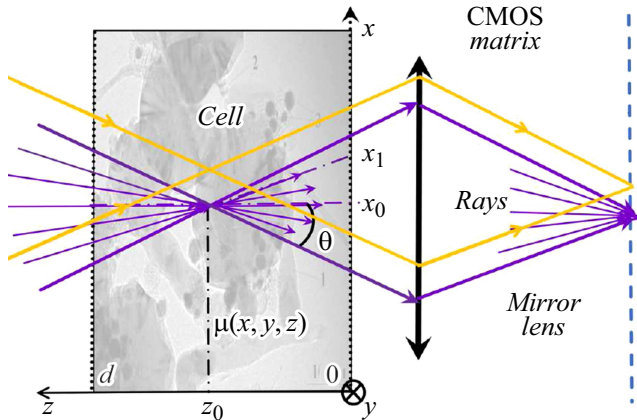 x
CMOS
matrix
Cell
x₁
x₀
Rays
θ
μ(x, y, z)
Mirror
lens
d
0
z
z₀
y